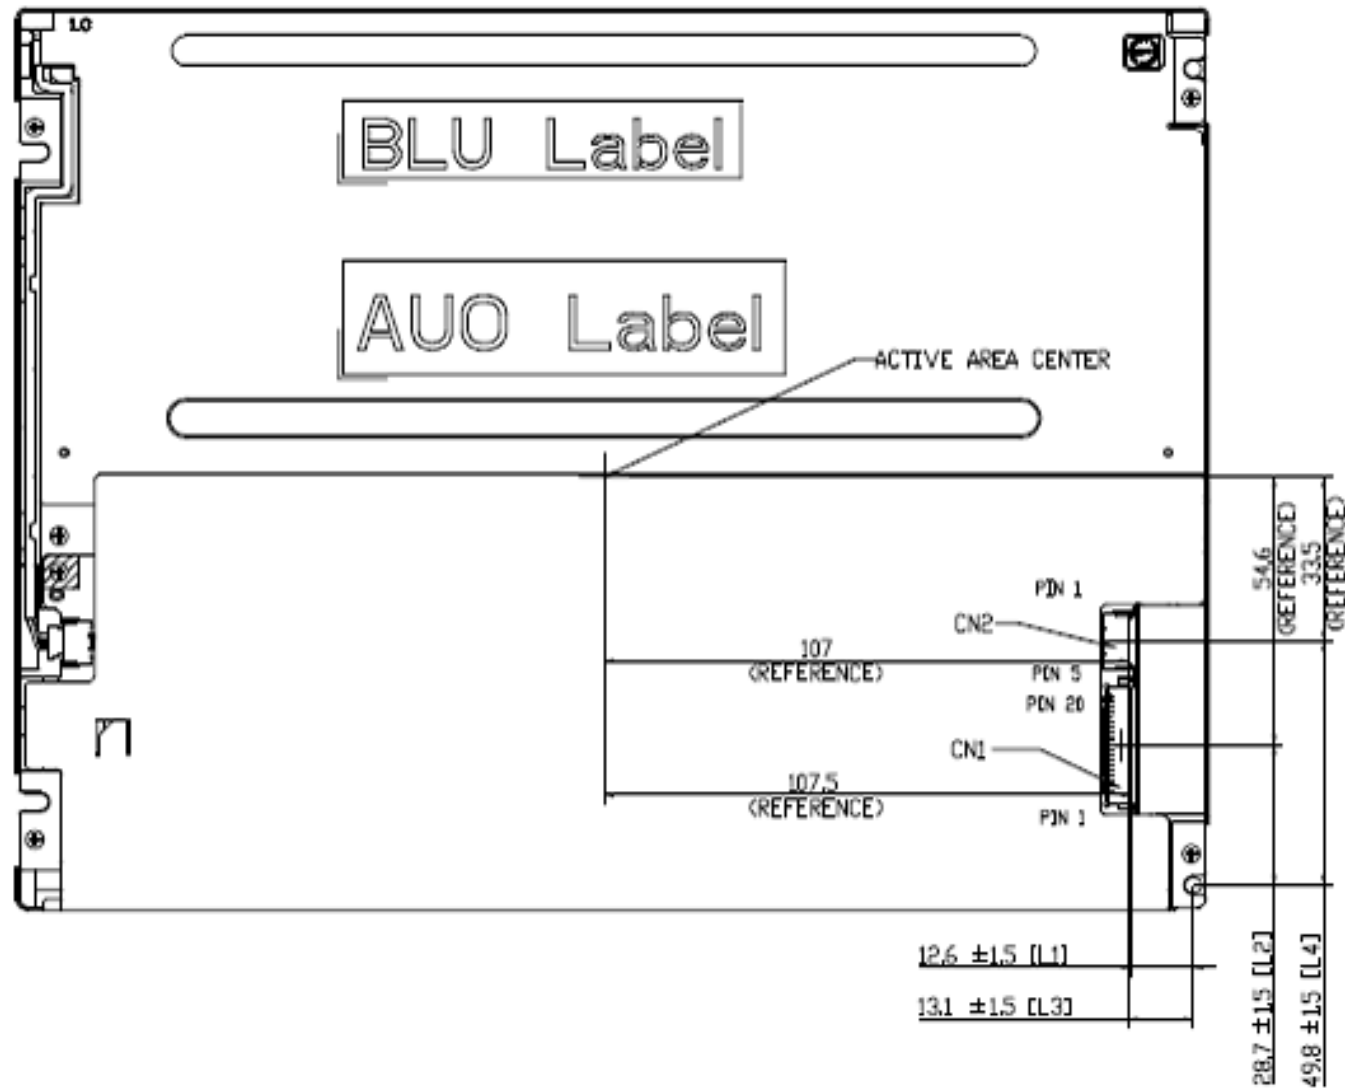 1.0
BLU Label
AUO Label
ACTIVE AREA CENTER
54.6
(REFERENCE)
33.5
(REFERENCE)
PIN 1
CN2
107
(REFERENCE)
PIN 5
PIN 20
CN1
107.5
(REFERENCE)
PIN 1
12.6 ±1.5 [L1]
13.1 ±1.5 [L3]
28.7 ±1.5 [L2]
49.8 ±1.5 [L4]